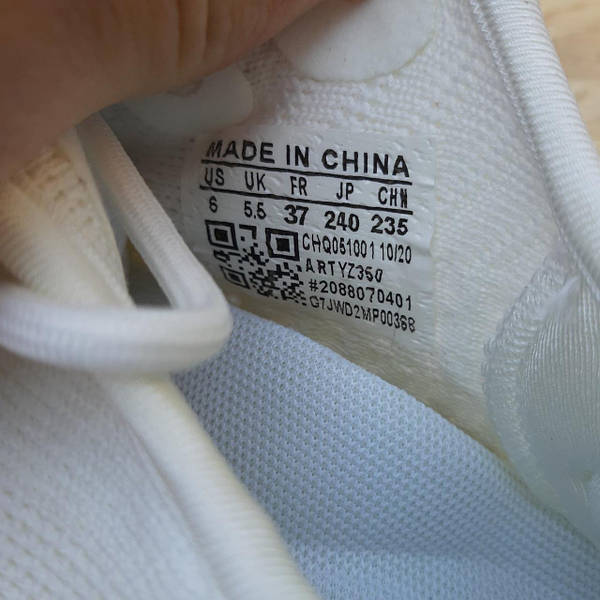 MADE IN CHINA
US UK FR JP CHN
6 5.5 37 240 235
CHQ051001 10/20
ARTYZ350
#2088070401
G7JWD2MP00368